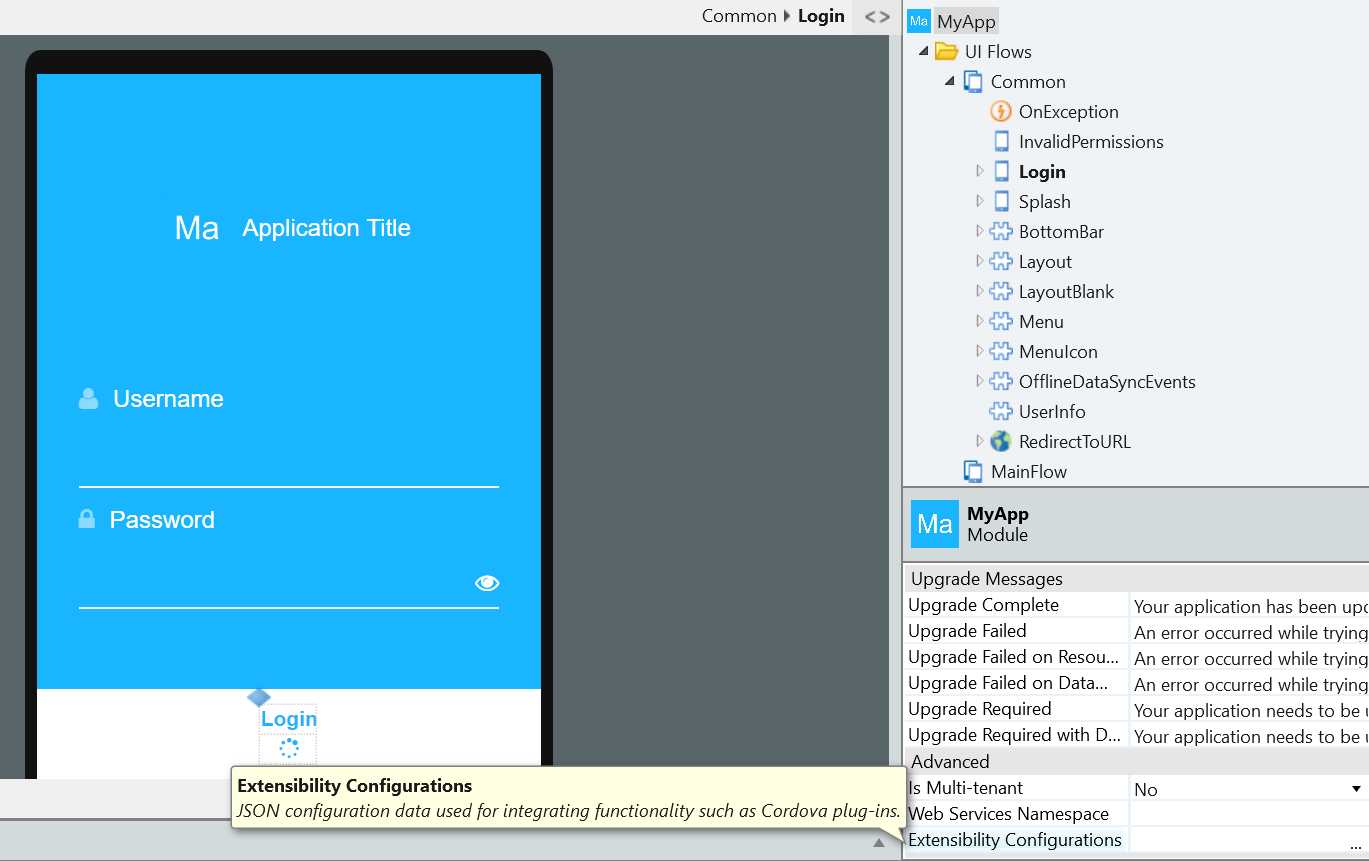 Common Login <>
Ma Application Title
Username
Password
Login
Extensibility Configurations
JSON configuration data used for integrating functionality such as Cordova plug-ins.
Ma MyApp
UI Flows
Common
OnException
InvalidPermissions
Login
Splash
BottomBar
Layout
LayoutBlank
Menu
MenuIcon
OfflineDataSyncEvents
UserInfo
RedirectToURL
MainFlow
Ma MyApp
Module
Upgrade Messages
Upgrade Complete Your application has been upd
Upgrade Failed An error occurred while trying
Upgrade Failed on Resou... An error occurred while trying
Upgrade Failed on Data... An error occurred while trying
Upgrade Required Your application needs to be u
Upgrade Required with D... Your application needs to be u
Advanced
Is Multi-tenant No
Web Services Namespace
Extensibility Configurations ...